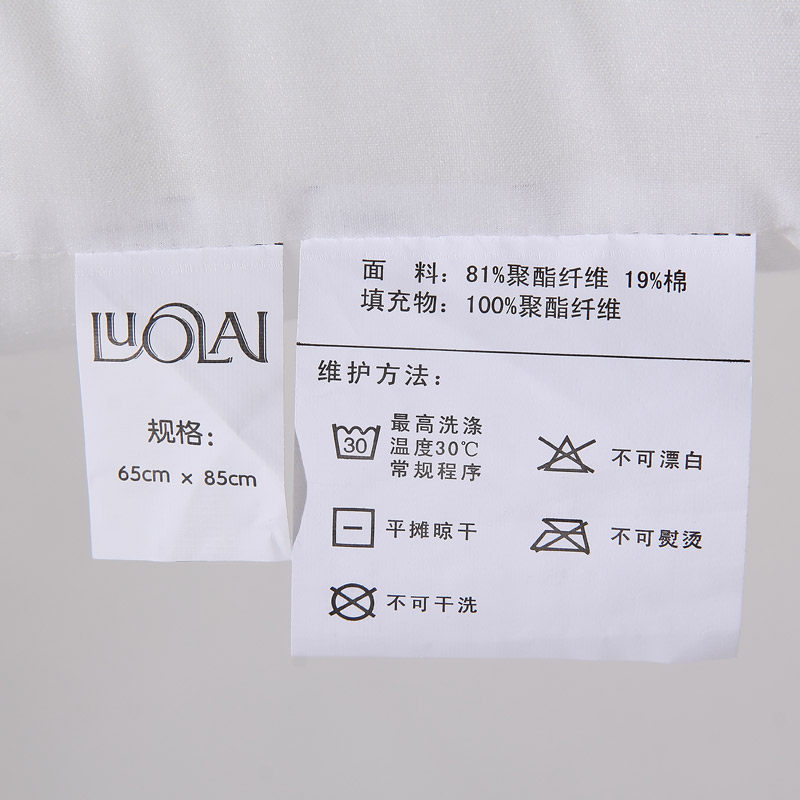 LUOLAI
规格：
65cm × 85cm
面 料：81%聚酯纤维 19%棉
填充物：100%聚酯纤维
维护方法：
30
最高洗涤
温度30℃
常规程序
不可漂白
平摊晾干
不可熨烫
不可干洗